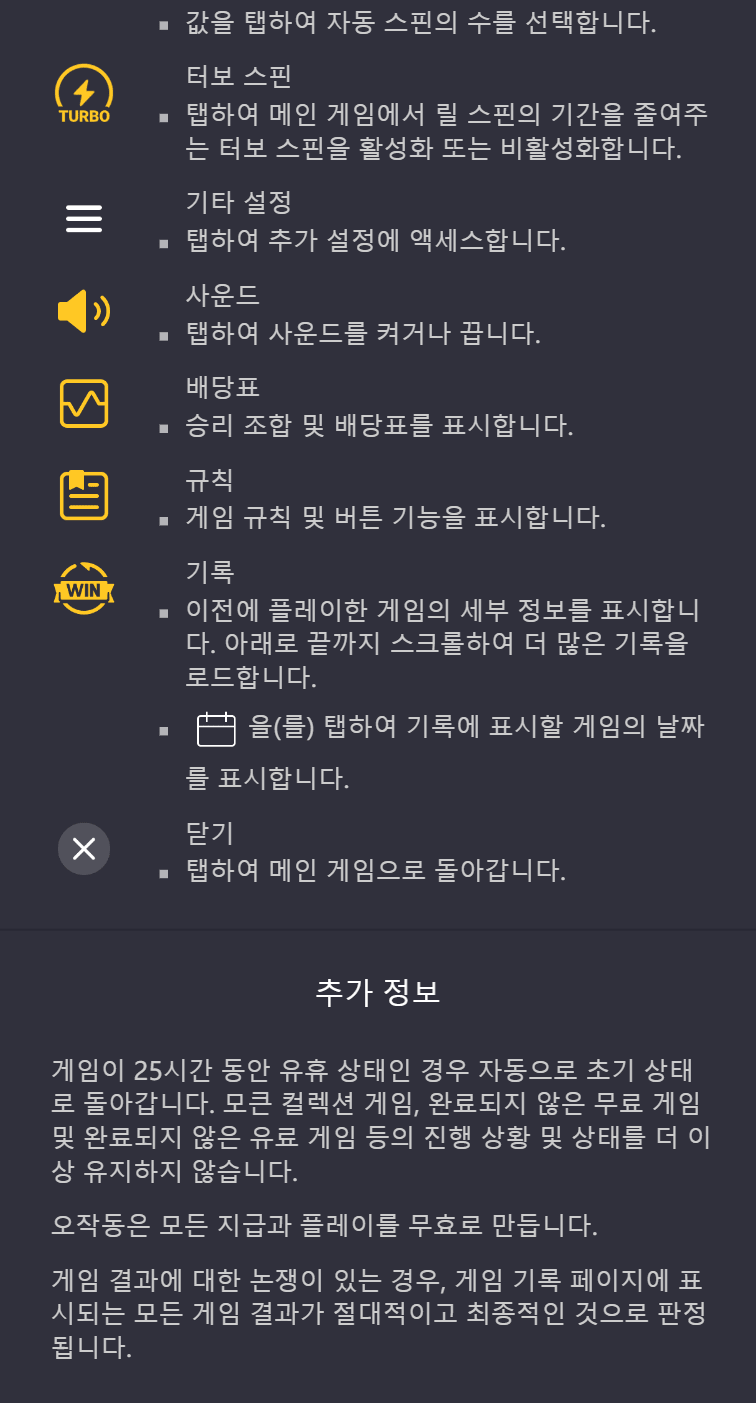 값을 탭하여 자동 스핀의 수를 선택합니다.
TURBO
터보 스핀
탭하여 메인 게임에서 릴 스핀의 기간을 줄여주
는 터보 스핀을 활성화 또는 비활성화합니다.
기타 설정
탭하여 추가 설정에 액세스합니다.
사운드
탭하여 사운드를 켜거나 끕니다.
배당표
승리 조합 및 배당표를 표시합니다.
규칙
게임 규칙 및 버튼 기능을 표시합니다.
WIN
기록
이전에 플레이한 게임의 세부 정보를 표시합니
다. 아래로 끝까지 스크롤하여 더 많은 기록을
로드합니다.
을(를) 탭하여 기록에 표시할 게임의 날짜
를 표시합니다.
닫기
탭하여 메인 게임으로 돌아갑니다.
추가 정보
게임이 25시간 동안 유휴 상태인 경우 자동으로 초기 상태
로 돌아갑니다. 모큰 컬렉션 게임, 완료되지 않은 무료 게임
및 완료되지 않은 유료 게임 등의 진행 상황 및 상태를 더 이
상 유지하지 않습니다.
오작동은 모든 지급과 플레이를 무효로 만듭니다.
게임 결과에 대한 논쟁이 있는 경우, 게임 기록 페이지에 표
시되는 모든 게임 결과가 절대적이고 최종적인 것으로 판정
됩니다.